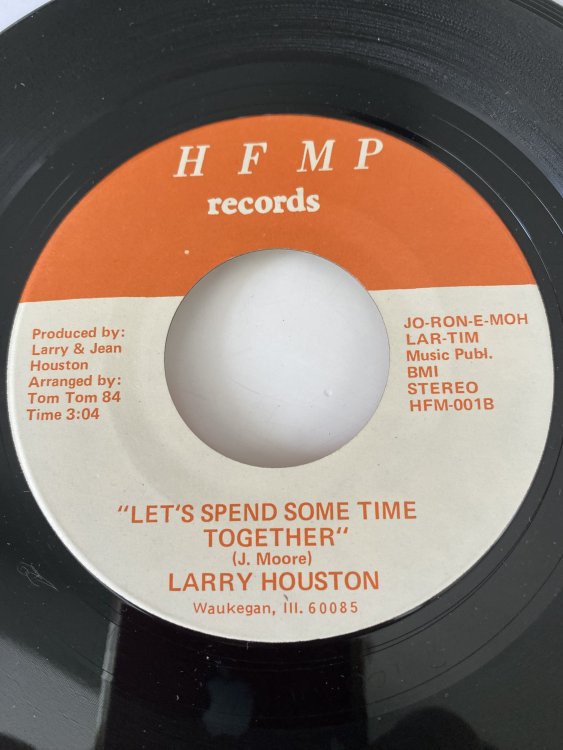 H F M P
records
Produced by:
Larry & Jean
Houston
Arranged by:
Tom Tom 84
Time 3:04
JO-RON-E-MOH
LAR-TIM
Music Publ.
BMI
STEREO
HFM-001B
"LET'S SPEND SOME TIME
TOGETHER"
(J. Moore)
LARRY HOUSTON
Waukegan, Ill. 60085